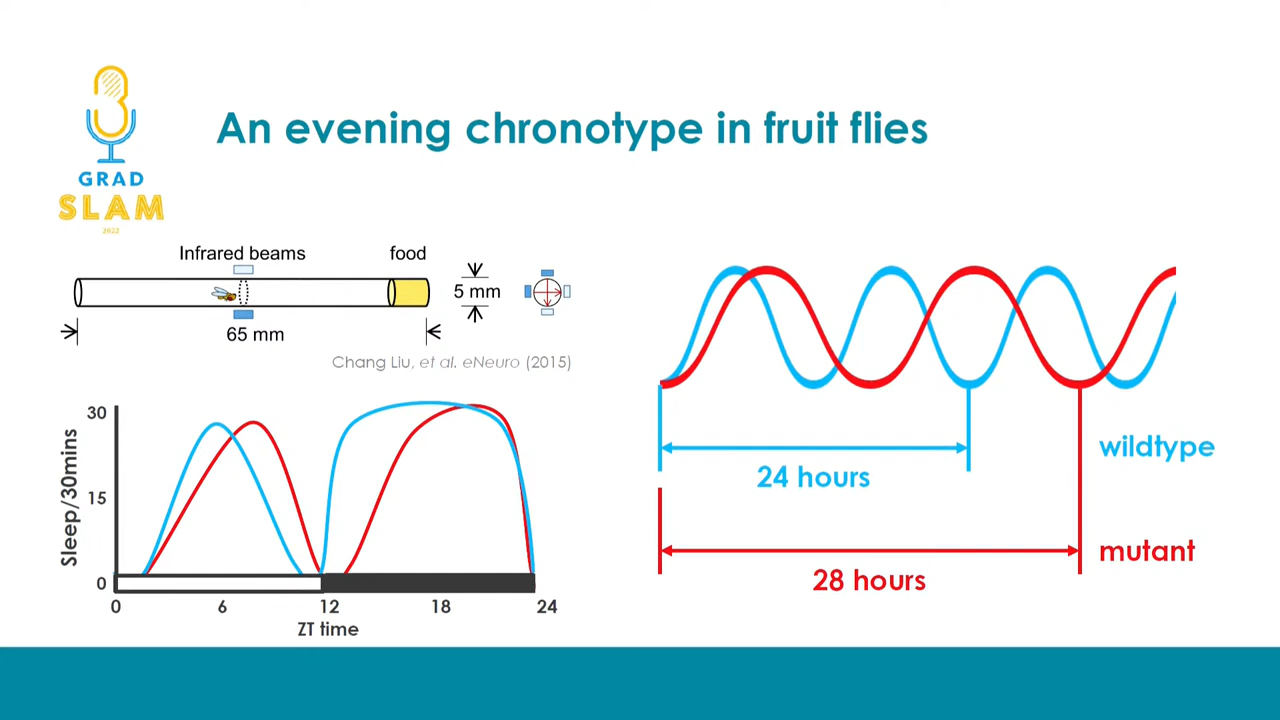 GRAD
SLAM
2022
An evening chronotype in fruit flies
Infrared beams
food
5 mm
65 mm
Chang Liu, et al. eNeuro (2015)
Sleep/30mins
30
15
0
0 6 12 18 24
ZT time
24 hours
wildtype
28 hours
mutant